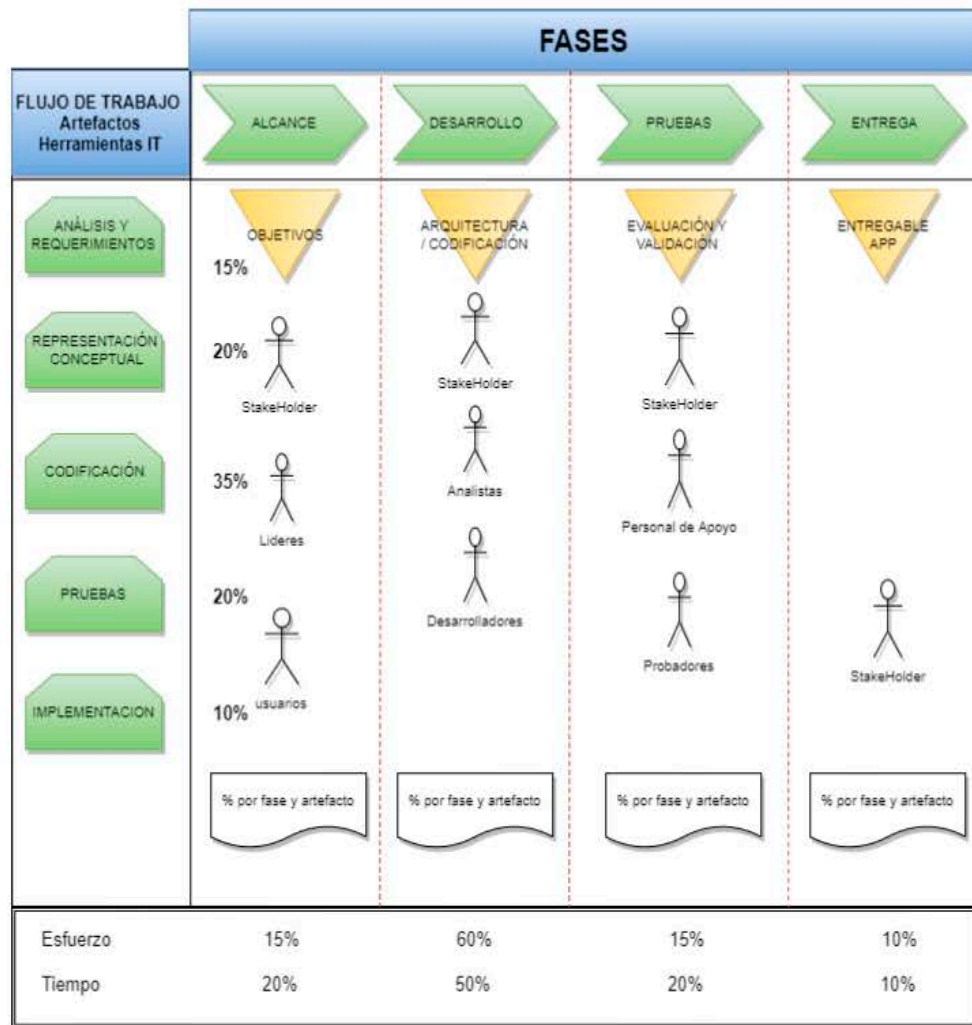 FASES
FLUJO DE TRABAJO
Artefactos
Herramientas IT
ALCANCE
DESARROLLO
PRUEBAS
ENTREGA
ANÁLISIS Y
REQUERIMIENTOS
OBJETIVOS
ARQUITECTURA
/ CODIFICACIÓN
EVALUACIÓN Y
VALIDACION
ENTREGABLE
APP
15%
REPRESENTACIÓN
CONCEPTUAL
20%
StakeHolder
StakeHolder
StakeHolder
CODIFICACIÓN
35%
Lideres
Analistas
Personal de Apoyo
PRUEBAS
20%
usuarios
Desarrolladores
Probadores
StakeHolder
IMPLEMENTACION
10%
% por fase y artefacto
% por fase y artefacto
% por fase y artefacto
% por fase y artefacto
Esfuerzo 15% 60% 15% 10%
Tiempo 20% 50% 20% 10%